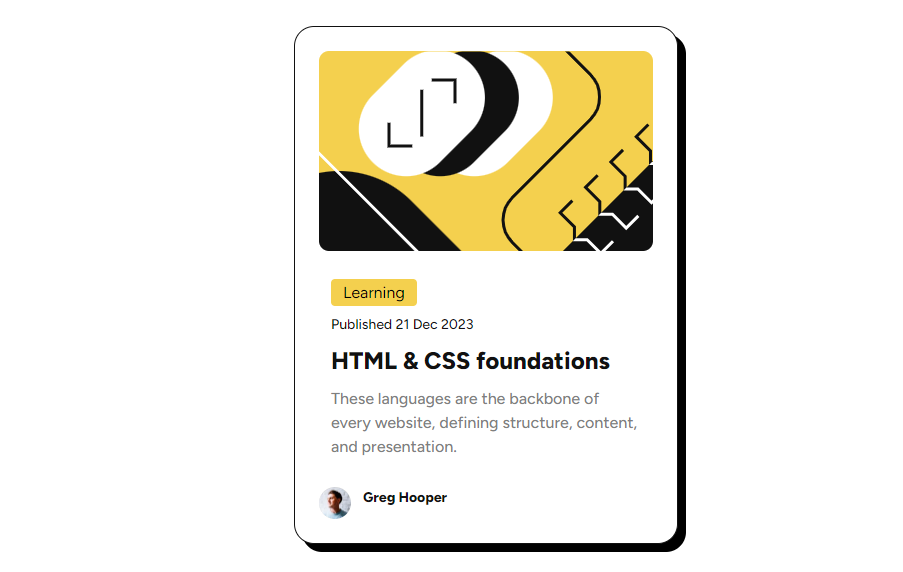 Learning
Published 21 Dec 2023
HTML & CSS foundations
These languages are the backbone of
every website, defining structure, content,
and presentation.
Greg Hooper